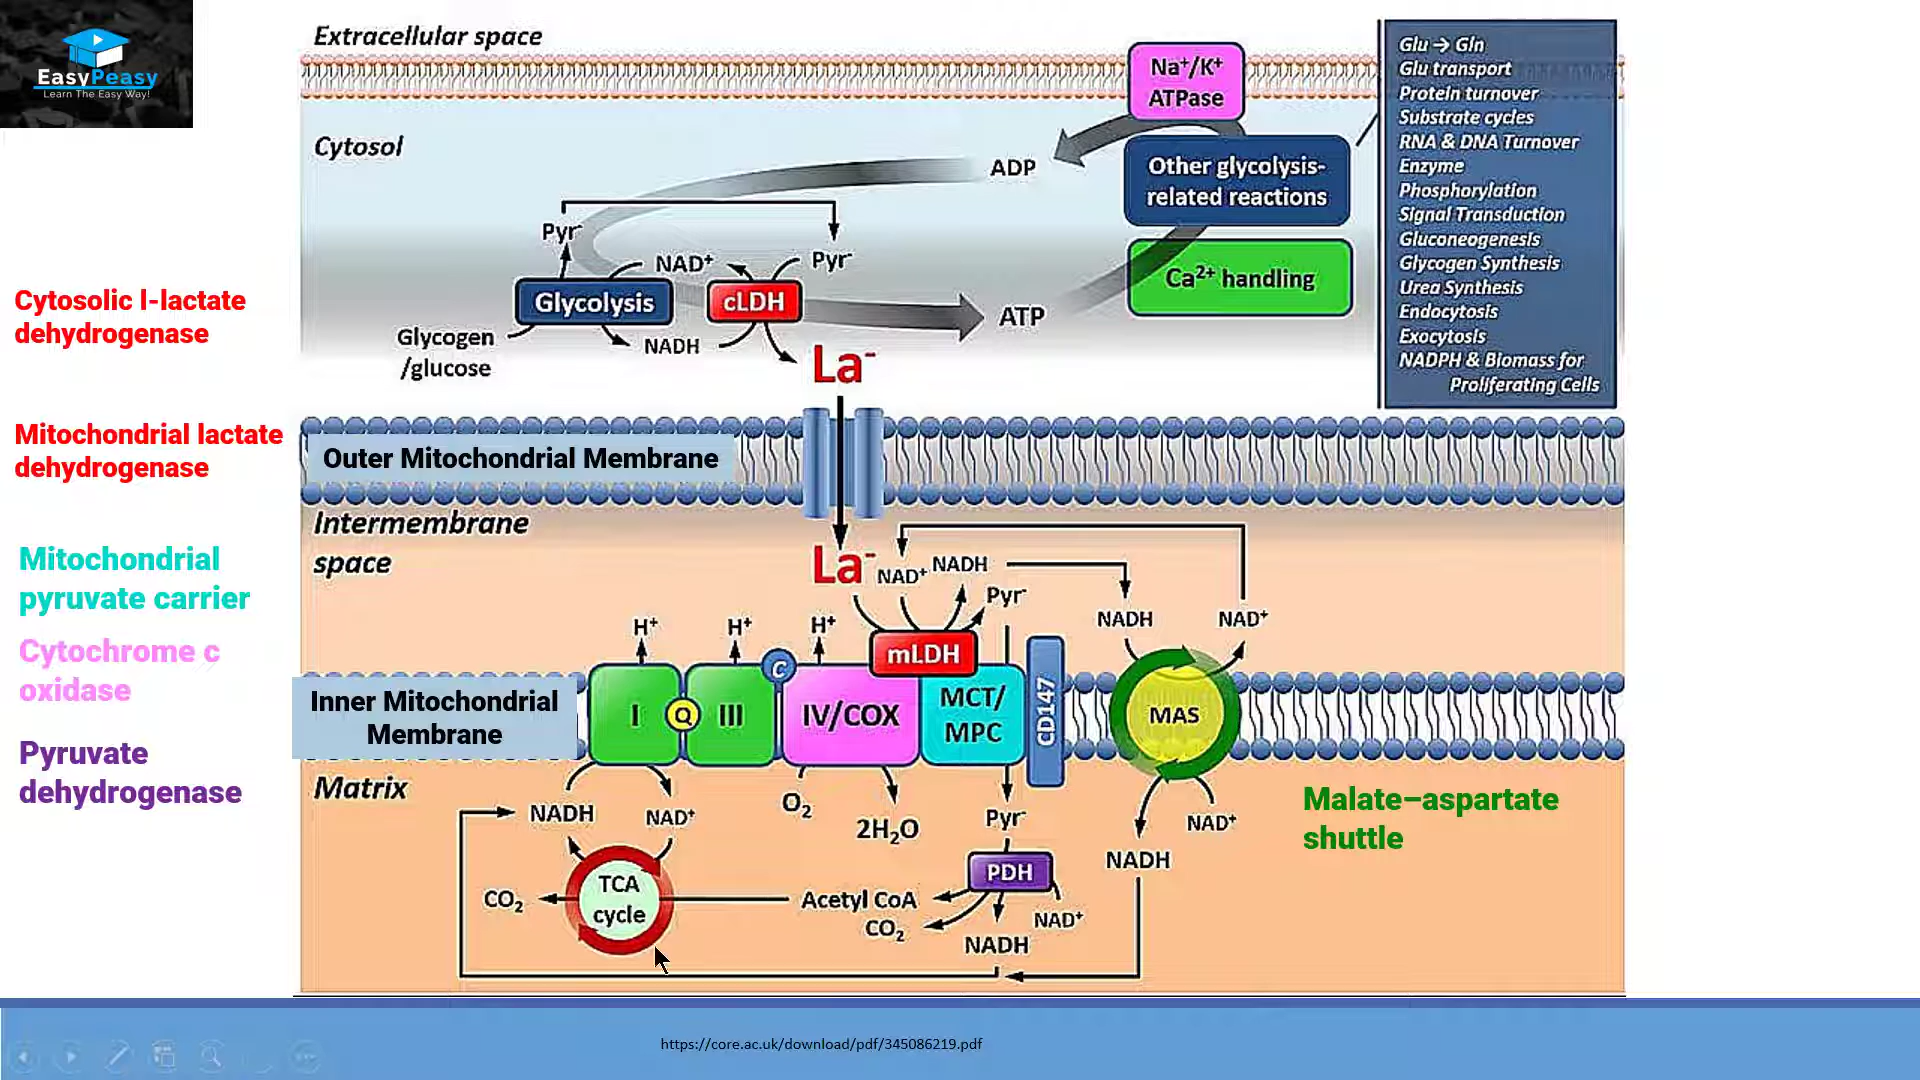 EasyPeasy
Learn The Easy Way!
Extracellular space
Na⁺/K⁺
ATPase
Glu → Gln
Glu transport
Protein turnover
Substrate cycles
RNA & DNA Turnover
Enzyme
Phosphorylation
Signal Transduction
Gluconeogenesis
Glycogen Synthesis
Urea Synthesis
Endocytosis
Exocytosis
NADPH & Biomass for
Proliferating Cells
Cytosol
ADP
Other glycolysis-
related reactions
Ca²⁺ handling
Pyr⁻
Pyr⁻
NAD⁺
Glycolysis
cLDH
ATP
Glycogen
/glucose
NADH
La⁻
Cytosolic l-lactate
dehydrogenase
Mitochondrial lactate
dehydrogenase
Mitochondrial
pyruvate carrier
Cytochrome c
oxidase
Pyruvate
dehydrogenase
Outer Mitochondrial Membrane
Intermembrane
space
La⁻
NAD⁺
NADH
Pyr⁻
NADH
NAD⁺
H⁺
H⁺
H⁺
mLDH
C
Inner Mitochondrial
Membrane
I
Q
III
IV/COX
MCT/
MPC
CD147
MAS
Matrix
NADH
NAD⁺
O₂
2H₂O
Pyr⁻
NAD⁺
Malate–aspartate
shuttle
NADH
PDH
TCA
cycle
CO₂
Acetyl CoA
CO₂
NAD⁺
NADH
https://core.ac.uk/download/pdf/345086219.pdf